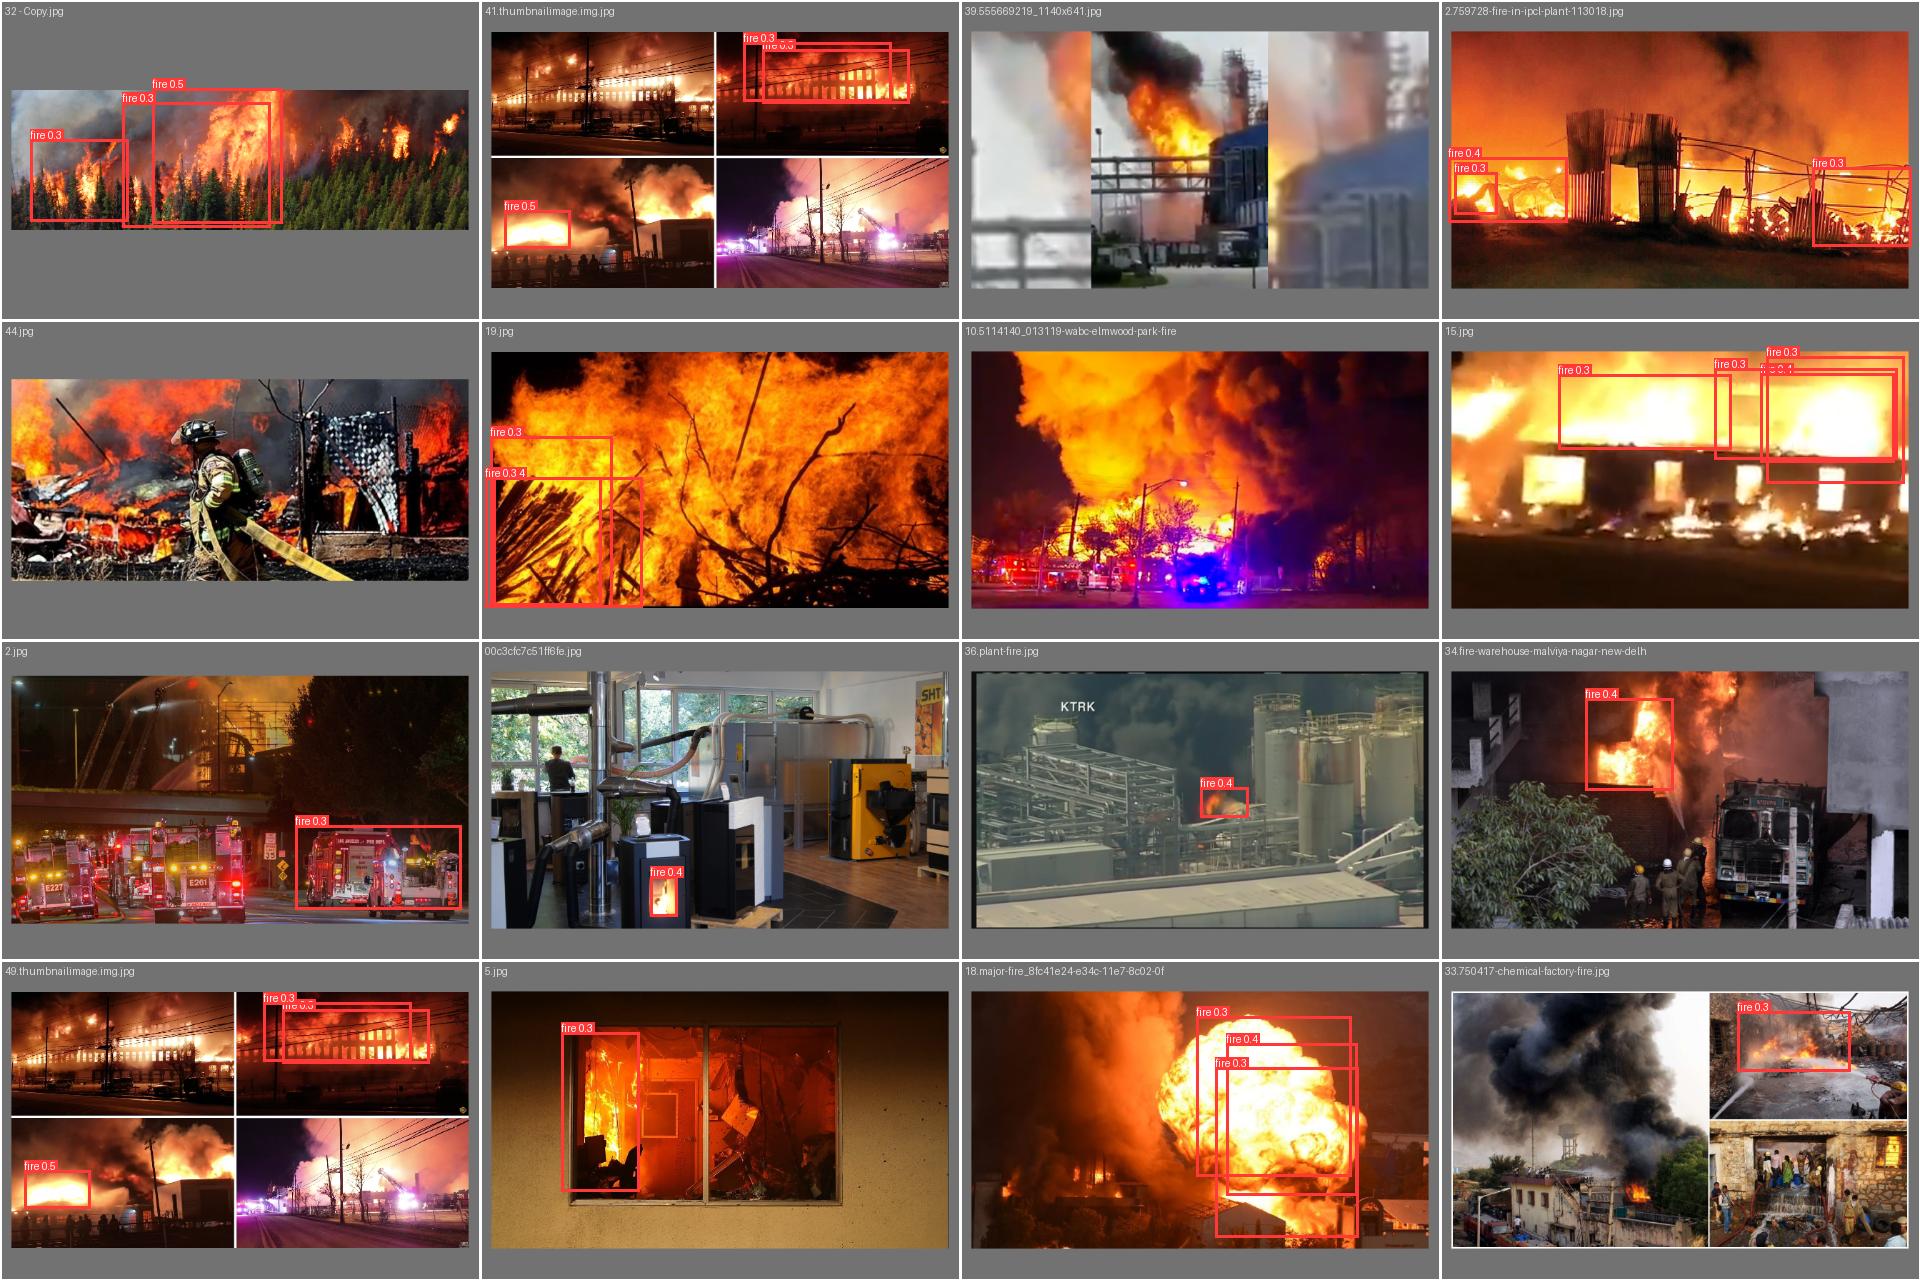 32 - Copy.jpg
fire 0.5
fire 0.3
fire 0.3
41.thumbnailimage.img.jpg
fire 0.3
fire 0.3
fire 0.5
39.555669219_1140x641.jpg
2.759728-fire-in-ipcl-plant-113018.jpg
fire 0.4
fire 0.3
fire 0.3
44.jpg
19.jpg
fire 0.3
fire 0.3 4
10.5114140_013119-wabc-elmwood-park-fire
15.jpg
fire 0.3
fire 0.3
fire 0.3
fire 0.4
2.jpg
fire 0.3
E227
E261
00c3cfc7c51ff6fe.jpg
SHT
fire 0.4
36.plant-fire.jpg
KTRK
fire 0.4
34.fire-warehouse-malviya-nagar-new-delh
fire 0.4
49.thumbnailimage.img.jpg
fire 0.3
fire 0.3
fire 0.5
5.jpg
fire 0.3
18.major-fire_8fc41e24-e34c-11e7-8c02-0f
fire 0.3
fire 0.4
fire 0.3
33.750417-chemical-factory-fire.jpg
fire 0.3